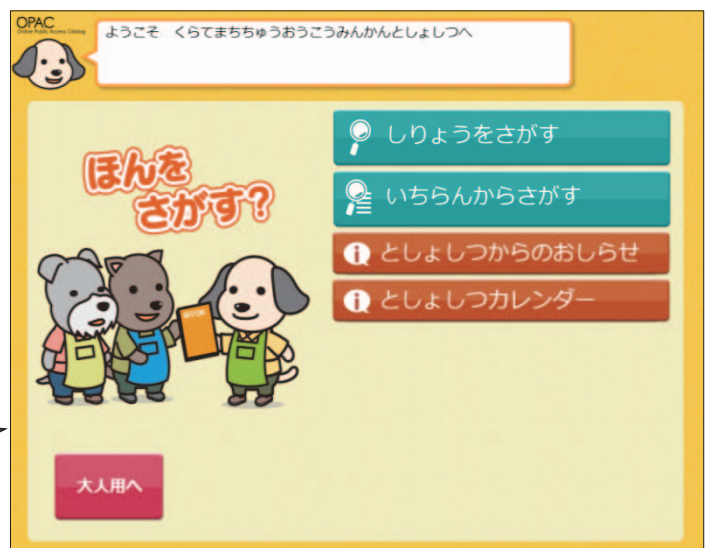 OPAC
Online Public Access Catalog
ようこそ　くらてまちちゅうおうこうみんかんとしょしつへ
ほんを
さがす?
しりょうをさがす
いちらんからさがす
としょしつからのおしらせ
としょしつカレンダー
大人用へ